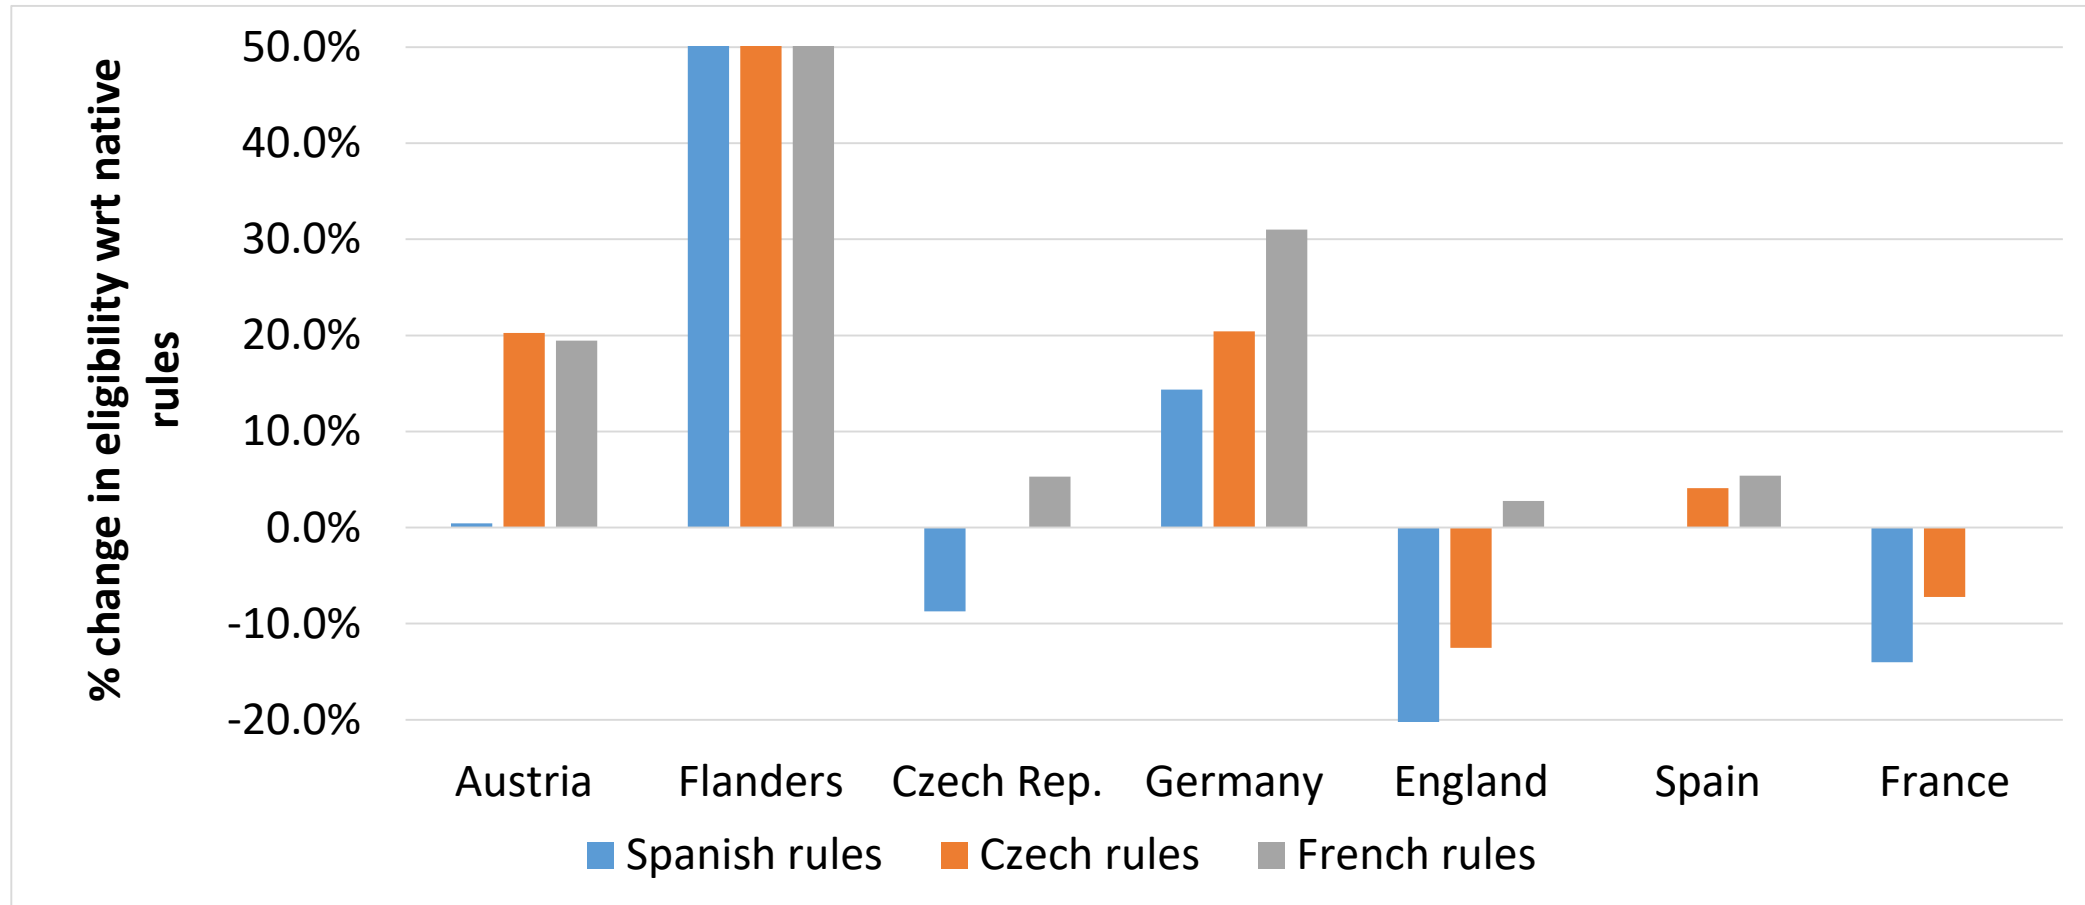 % change in eligibility wrt native
rules
50.0%
40.0%
30.0%
20.0%
10.0%
0.0%
-10.0%
-20.0%
Austria Flanders Czech Rep. Germany England Spain France
Spanish rules Czech rules French rules